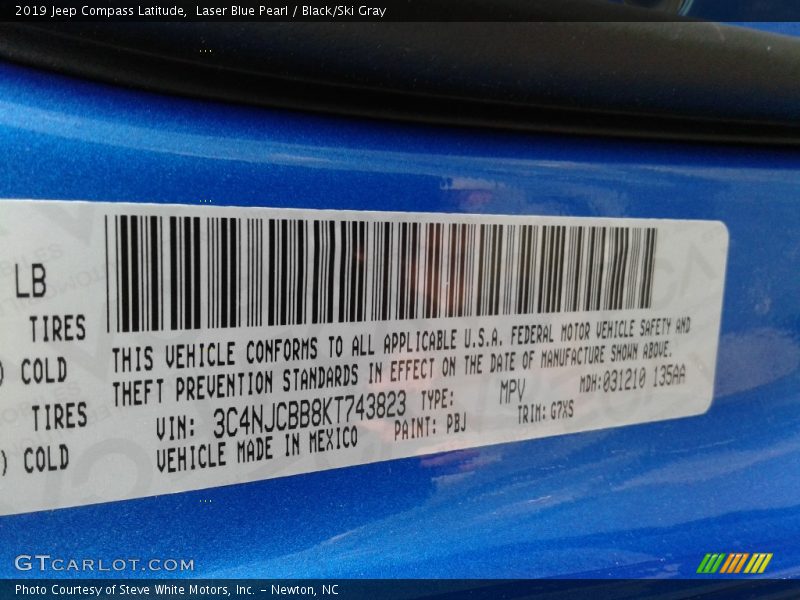 2019 Jeep Compass Latitude, Laser Blue Pearl / Black/Ski Gray
LB
TIRES
) COLD
TIRES
) COLD
THIS VEHICLE CONFORMS TO ALL APPLICABLE U.S.A. FEDERAL MOTOR VEHICLE SAFETY AND
THEFT PREVENTION STANDARDS IN EFFECT ON THE DATE OF MANUFACTURE SHOWN ABOVE.
VIN: 3C4NJCBB8KT743823 TYPE: MPV MDH:031210 135AA
VEHICLE MADE IN MEXICO PAINT: PBJ TRIM: G7XS
GTCARLOT.COM
Photo Courtesy of Steve White Motors, Inc. – Newton, NC